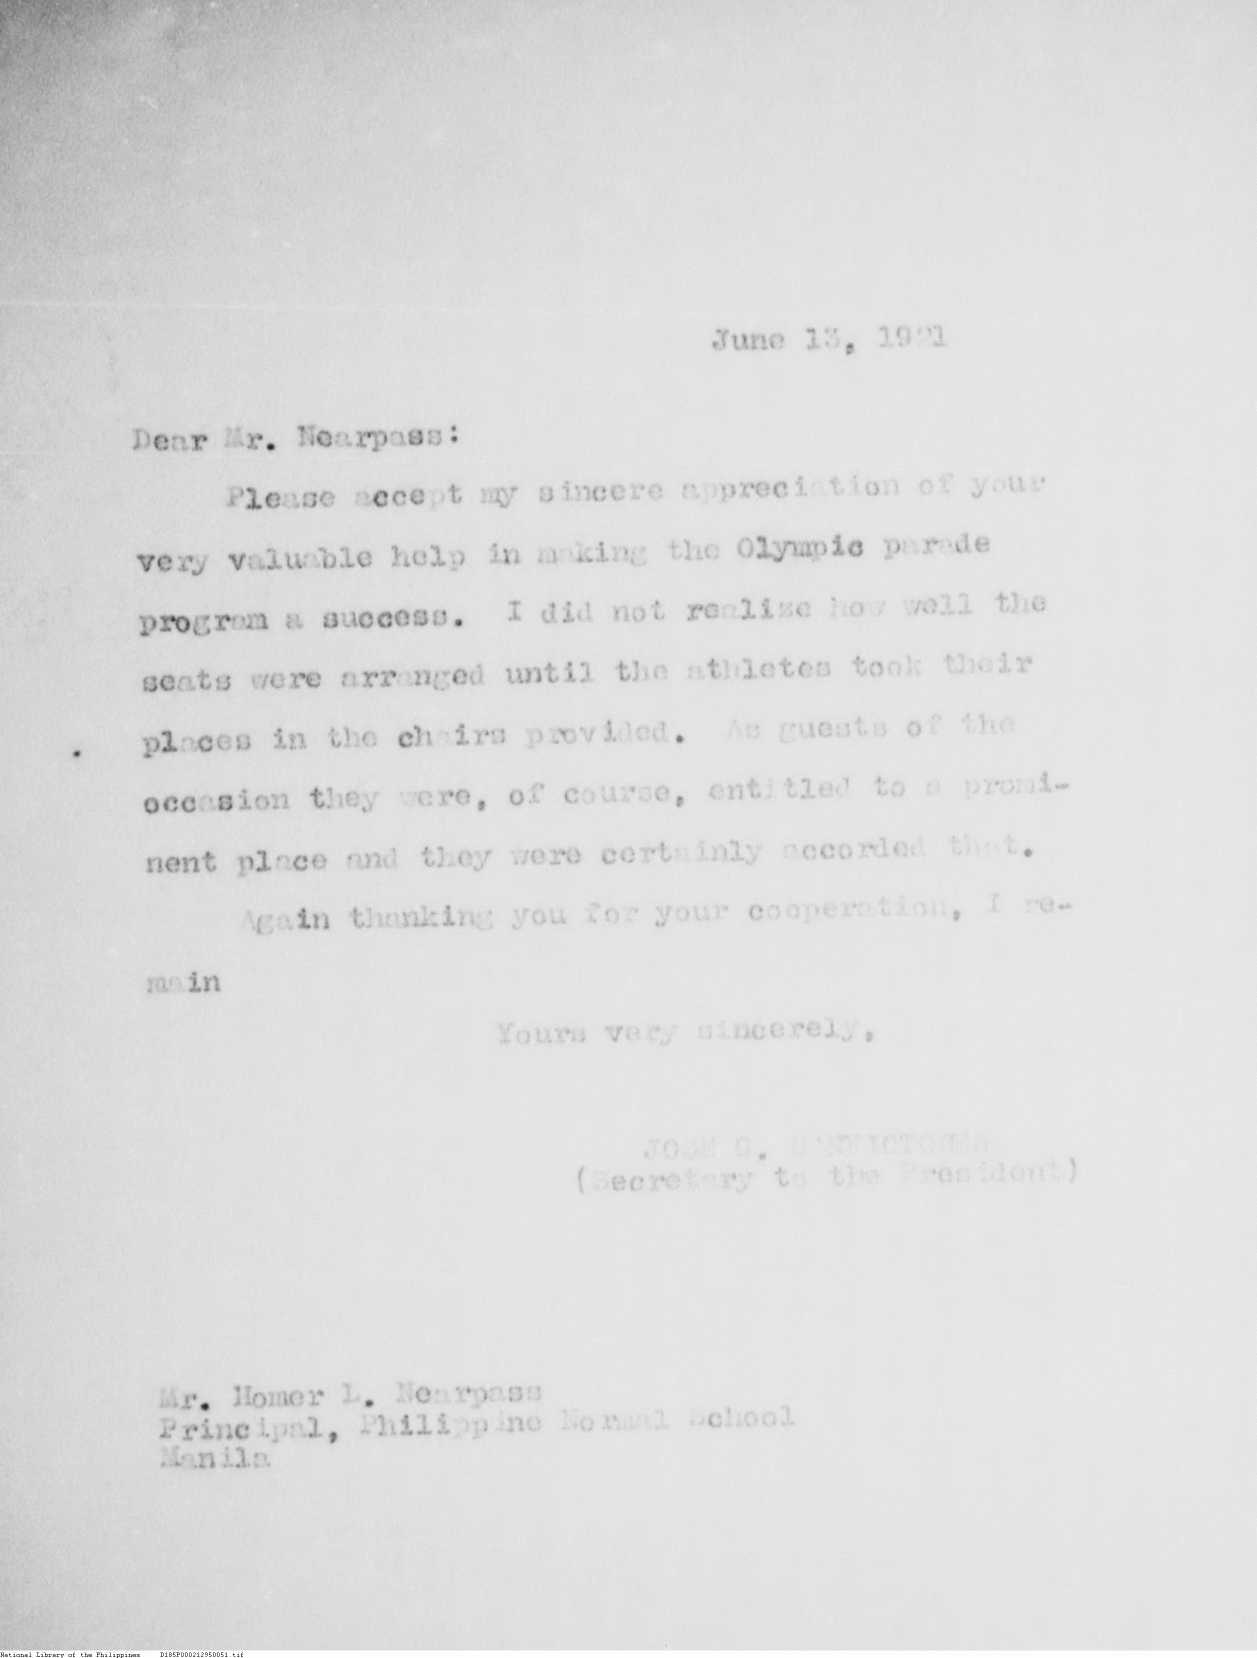 June 13, 1921
Dear Mr. Nearpass:
Please accept my sincere appreciation of your
very valuable help in making the Olympic parade
program a success. I did not realize how well the
seats were arranged until the athletes took their
places in the chairs provided. As guests of the
occasion they were, of course, entitled to a promi-
nent place and they were certainly accorded that.
Again thanking you for your cooperation, I re-
main
Yours very sincerely,
JOSE G. SANVICTORES
(Secretary to the President)
Mr. Homer L. Nearpass
Principal, Philippine Normal School
Manila
National Library of the Philippines D185P000212950051.tif